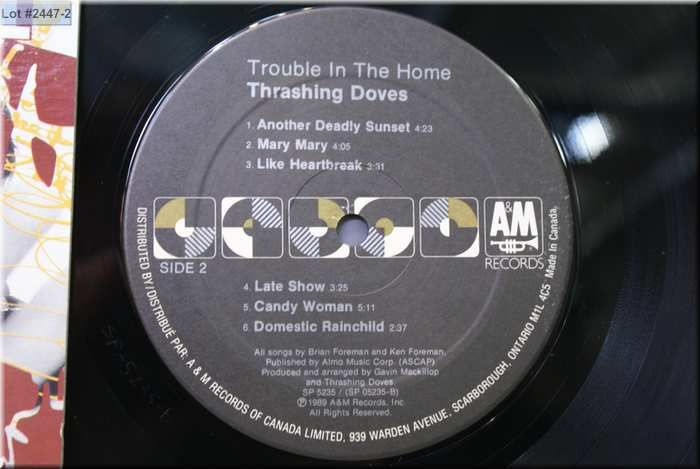 Lot #2447-2
Trouble In The Home
Thrashing Doves
1. Another Deadly Sunset 4:23
2. Mary Mary 4:05
3. Like Heartbreak 3:31
A&M
RECORDS
SIDE 2
4. Late Show 3:25
5. Candy Woman 5:11
6. Domestic Rainchild 2:37
All songs by Brian Foreman and Ken Foreman.
Published by Almo Music Corp. (ASCAP)
Produced and arranged by Gavin MacKillop
and Thrashing Doves.
SP 5235 / (SP 05235-B)
℗1989 A&M Records, Inc
All Rights Reserved.
DISTRIBUTED BY/DISTRIBUÉ PAR: A & M RECORDS OF CANADA LIMITED, 939 WARDEN AVENUE, SCARBOROUGH, ONTARIO M1L 4C5 Made In Canada.